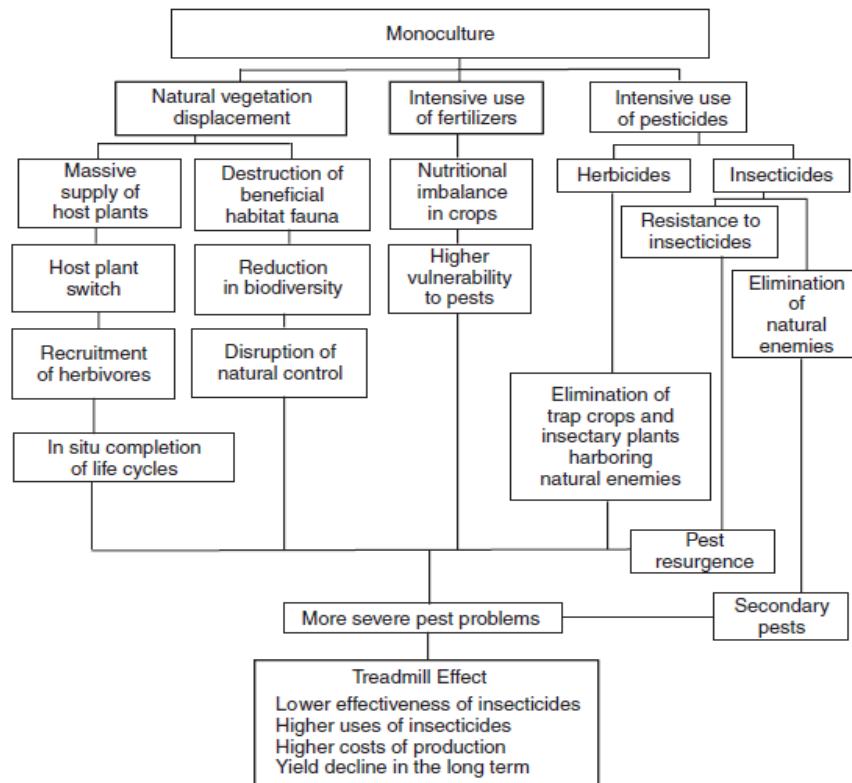 Monoculture
Natural vegetation
displacement
Intensive use
of fertilizers
Intensive use
of pesticides
Massive
supply of
host plants
Destruction of
beneficial
habitat fauna
Nutritional
imbalance
in crops
Herbicides
Insecticides
Resistance to
insecticides
Host plant
switch
Reduction
in biodiversity
Higher
vulnerability
to pests
Elimination
of
natural
enemies
Recruitment
of herbivores
Disruption of
natural control
Elimination of
trap crops and
insectary plants
harboring
natural enemies
In situ completion
of life cycles
Pest
resurgence
More severe pest problems
Secondary
pests
Treadmill Effect
Lower effectiveness of insecticides
Higher uses of insecticides
Higher costs of production
Yield decline in the long term